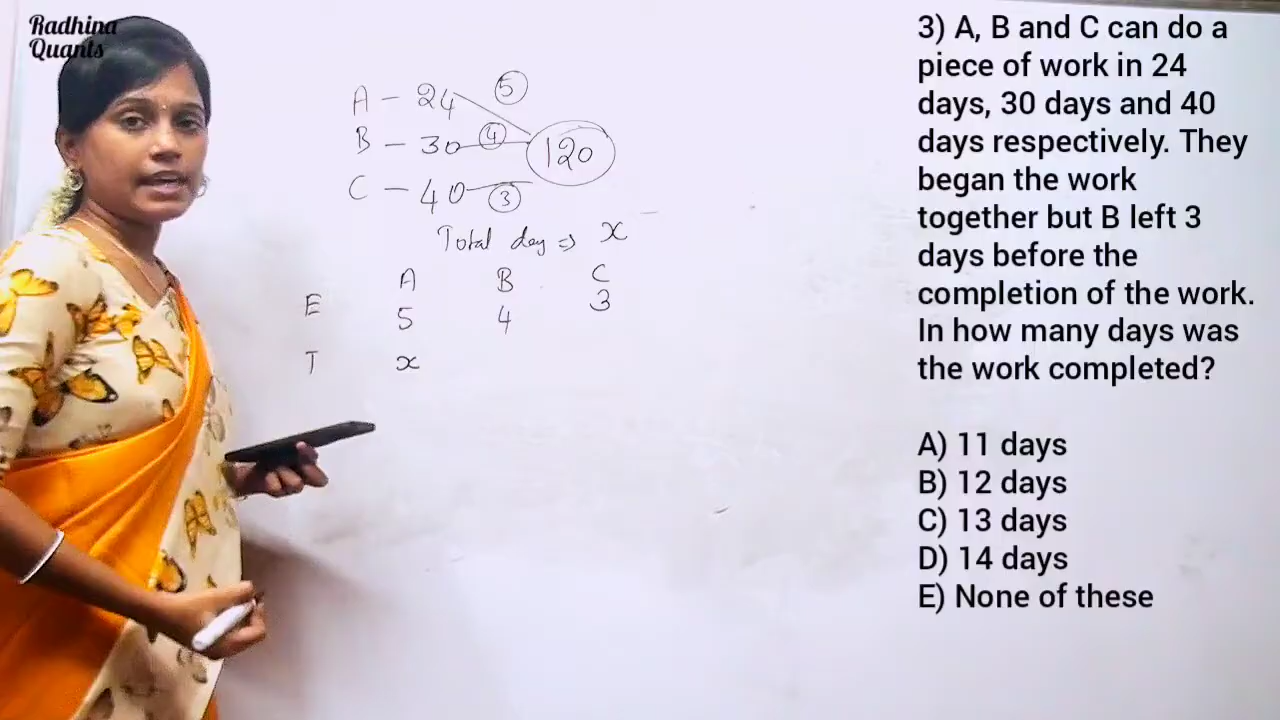 Radhina
Quants
A - 24 5
B - 30 4 120
C - 40 3
Total day => x
A B C
E 5 4 3
T x
3) A, B and C can do a
piece of work in 24
days, 30 days and 40
days respectively. They
began the work
together but B left 3
days before the
completion of the work.
In how many days was
the work completed?
A) 11 days
B) 12 days
C) 13 days
D) 14 days
E) None of these